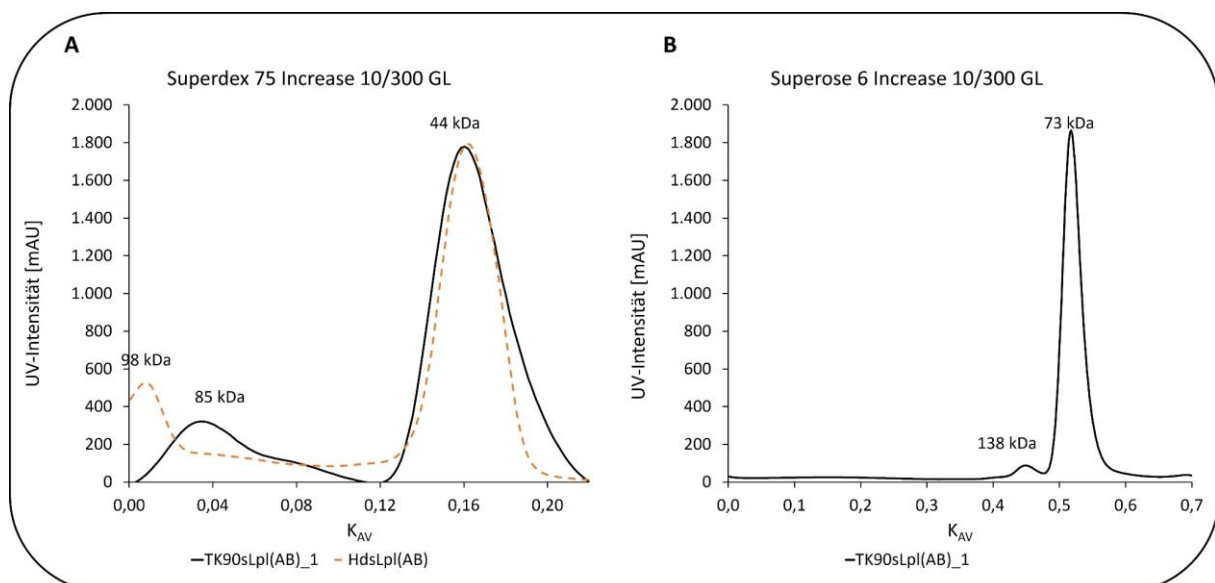 A
Superdex 75 Increase 10/300 GL
UV-Intensität [mAU]
2.000
1.800
1.600
1.400
1.200
1.000
800
600
400
200
0
98 kDa
85 kDa
44 kDa
0,00 0,04 0,08 0,12 0,16 0,20
KAV
TK90sLpl(AB)_1 HdsLpl(AB)
B
Superose 6 Increase 10/300 GL
UV-Intensität [mAU]
2.000
1.800
1.600
1.400
1.200
1.000
800
600
400
200
0
138 kDa
73 kDa
0,0 0,1 0,2 0,3 0,4 0,5 0,6 0,7
KAV
TK90sLpl(AB)_1